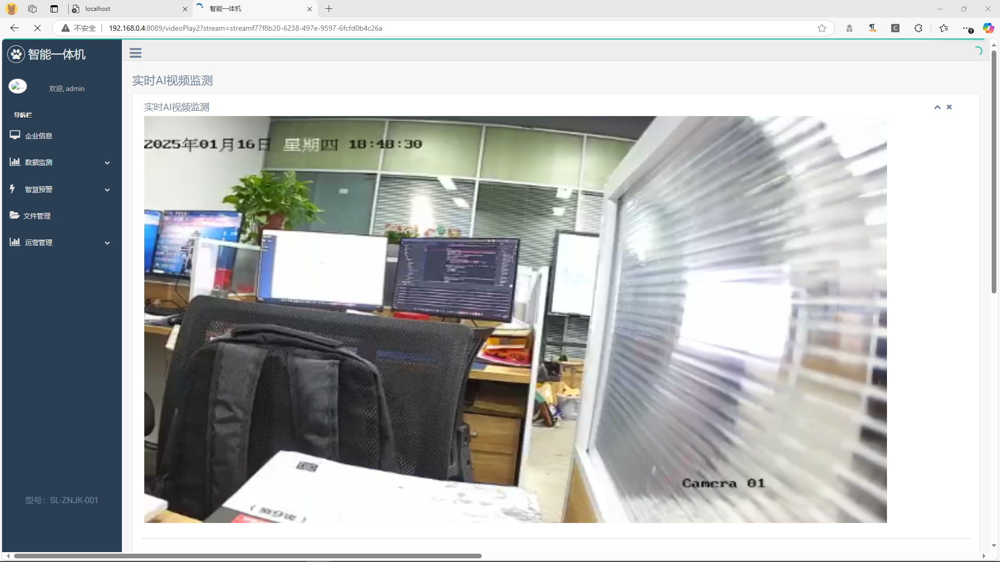 localhost
智能一体机
不安全
192.168.0.4:8089/videoPlay2?stream=streamf77f8b20-6238-497e-9597-6fcfd0b4c26a
智能一体机
欢迎, admin
导航栏
企业信息
数据监测
智慧预警
文件管理
运营管理
型号：SL-ZNJK-001
实时AI视频监测
实时AI视频监测
2025年01月16日 星期四 18:48:30
Camera 01